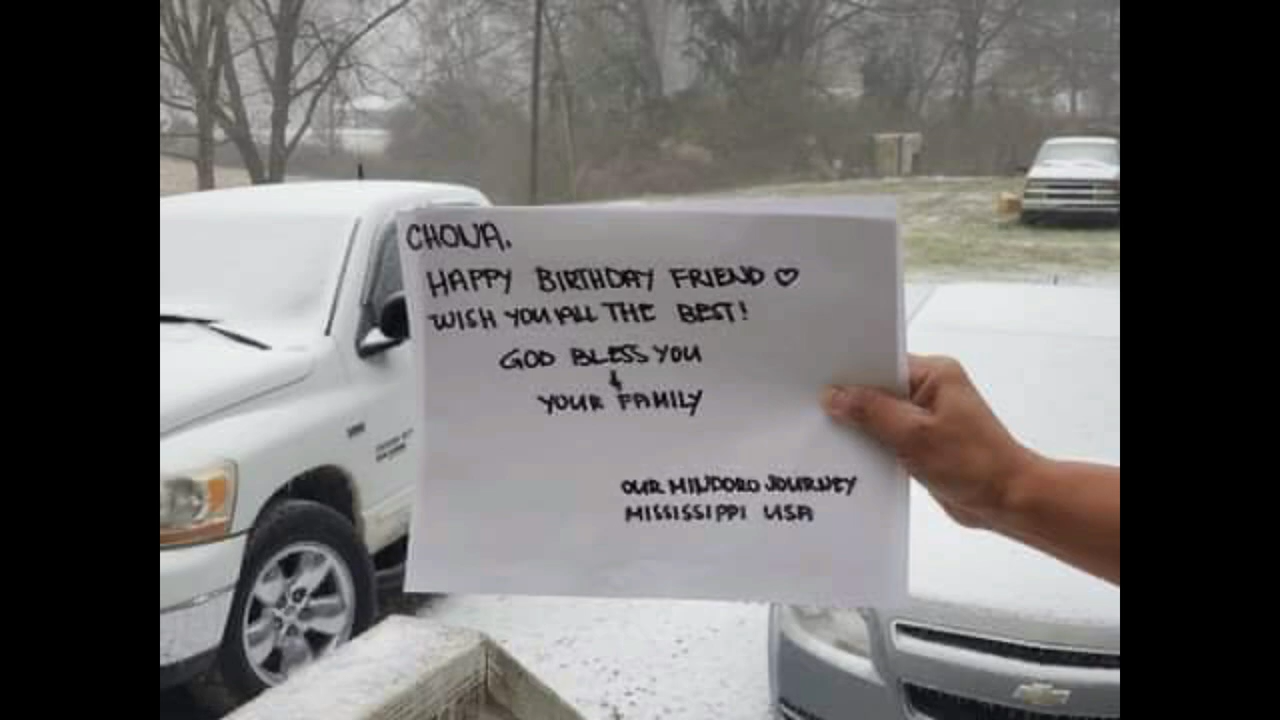 CHONA.
HAPPY BIRTHDAY FRIEND ♡
WISH YOU ALL THE BEST!
GOD BLESS YOU
&
YOUR FAMILY
OUR MINDORO JOURNEY
MISSISSIPPI USA